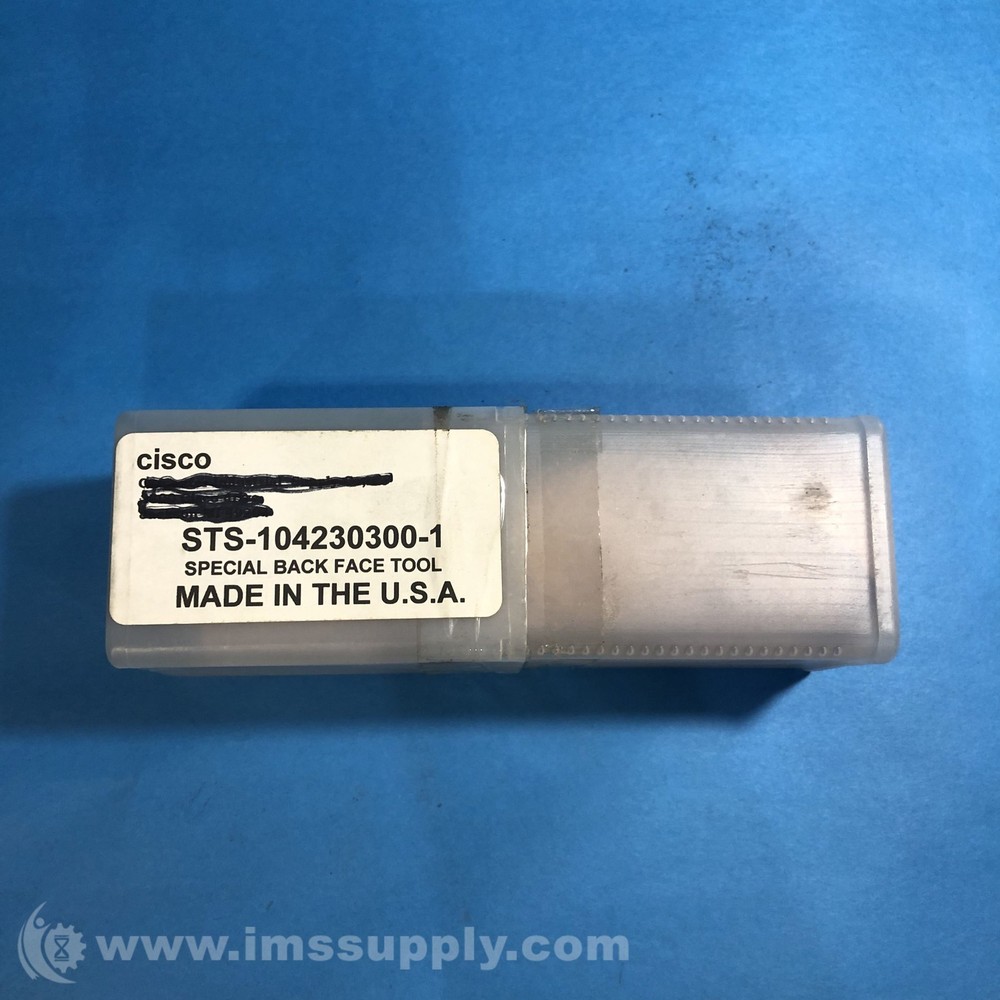 cisco
STS-104230300-1
SPECIAL BACK FACE TOOL
MADE IN THE U.S.A.
www.imssupply.com